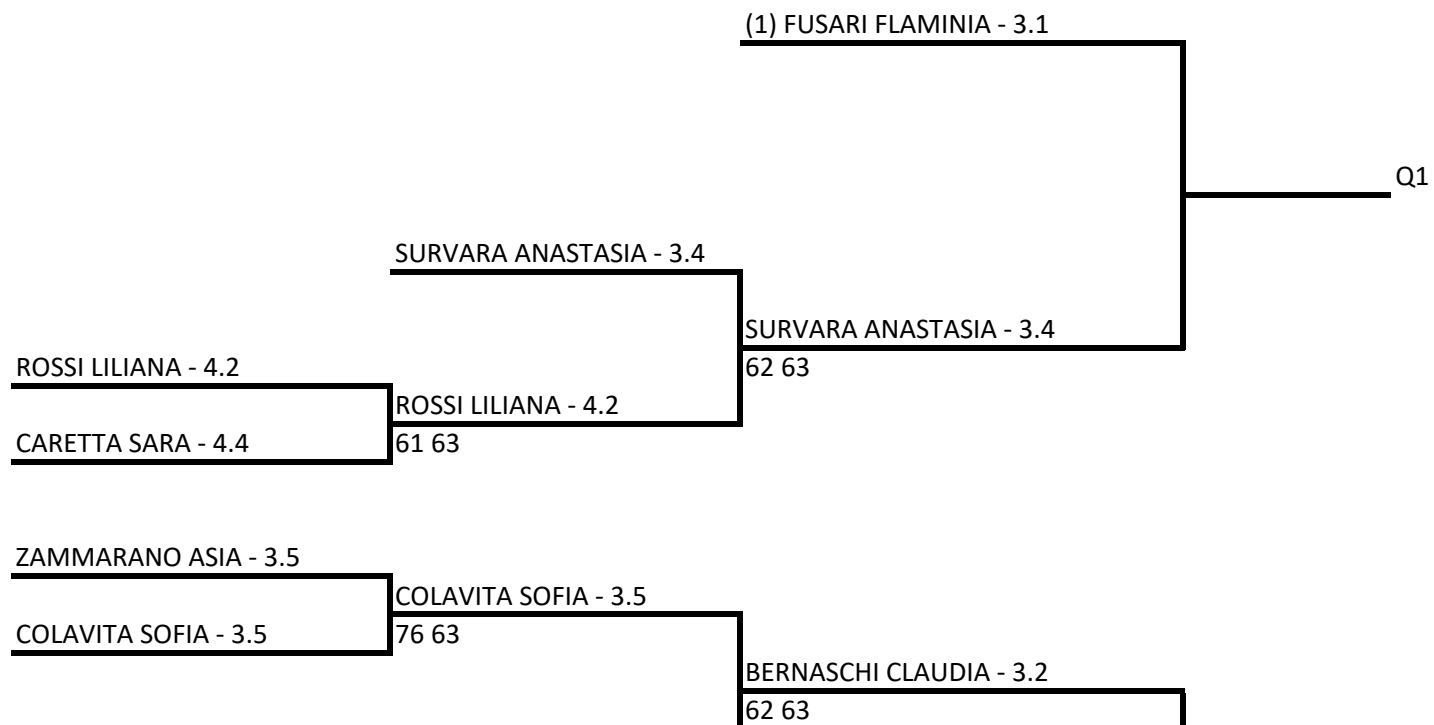 (1) FUSARI FLAMINIA - 3.1
Q1
SURVARA ANASTASIA - 3.4
SURVARA ANASTASIA - 3.4
62 63
ROSSI LILIANA - 4.2
ROSSI LILIANA - 4.2
61 63
CARETTA SARA - 4.4
ZAMMARANO ASIA - 3.5
COLAVITA SOFIA - 3.5
76 63
COLAVITA SOFIA - 3.5
BERNASCHI CLAUDIA - 3.2
62 63